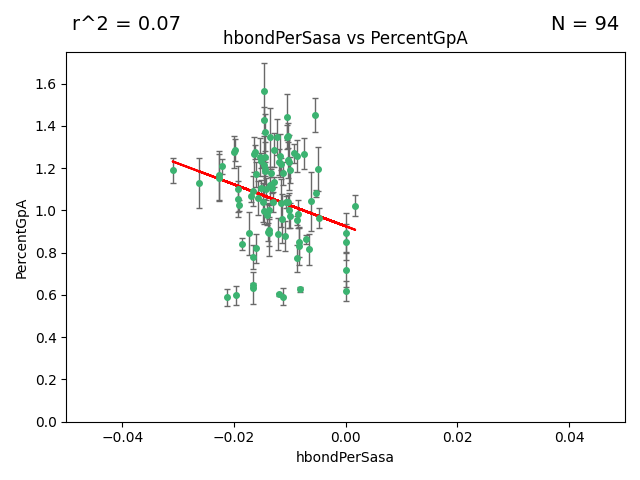 r^2 = 0.07
N = 94
hbondPerSasa vs PercentGpA
1.6
1.4
1.2
1.0
0.8
0.6
0.4
0.2
0.0
PercentGpA
−0.04
−0.02
0.00
0.02
0.04
hbondPerSasa